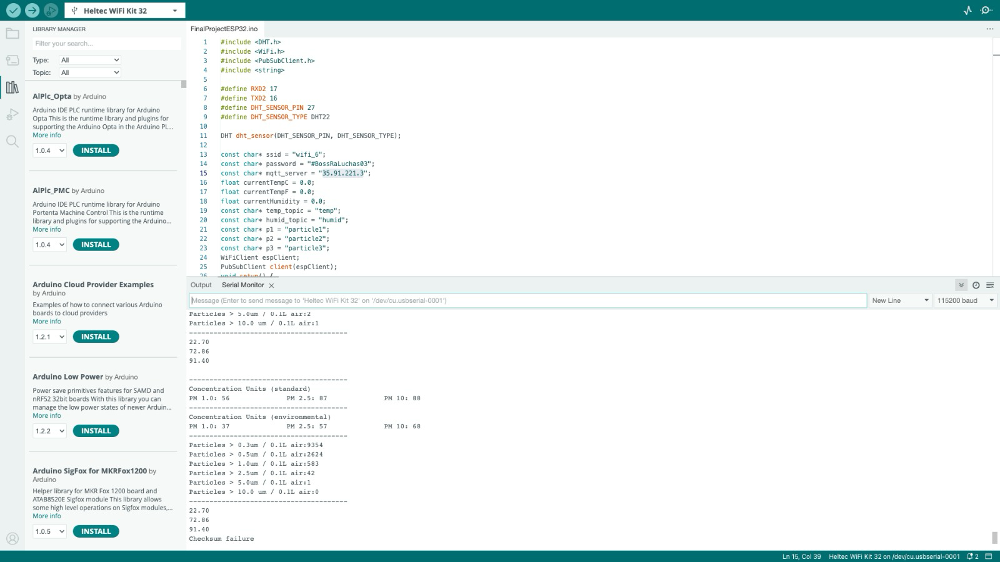 Heltec WiFi Kit 32
LIBRARY MANAGER
Filter your search...
Type: All
Topic: All
AlPlc_Opta by Arduino
Arduino IDE PLC runtime library for Arduino
Opta This is the runtime library and plugins for
supporting the Arduino Opta in the Arduino PL...
More info
1.0.4 INSTALL
AlPlc_PMC by Arduino
Arduino IDE PLC runtime library for Arduino
Portenta Machine Control This is the runtime
library and plugins for supporting the Arduino...
More info
1.0.4 INSTALL
Arduino Cloud Provider Examples
by Arduino
Examples of how to connect various Arduino
boards to cloud providers
More info
1.2.1 INSTALL
Arduino Low Power by Arduino
Power save primitives features for SAMD and
nRF52 32bit boards With this library you can
manage the low power states of newer Arduin...
More info
1.2.2 INSTALL
Arduino SigFox for MKRFox1200 by
Arduino
Helper library for MKR Fox 1200 board and
ATAB8520E Sigfox module This library allows
some high level operations on Sigfox modules,...
More info
1.0.5 INSTALL
FinalProjectESP32.ino
1 #include <DHT.h>
2 #include <WiFi.h>
3 #include <PubSubClient.h>
4 #include <string>
5
6 #define RXD2 17
7 #define TXD2 16
8 #define DHT_SENSOR_PIN 27
9 #define DHT_SENSOR_TYPE DHT22
10
11 DHT dht_sensor(DHT_SENSOR_PIN, DHT_SENSOR_TYPE);
12
13 const char* ssid = "wifi_6";
14 const char* password = "#BossRaLuchas03";
15 const char* mqtt_server = "35.91.221.3";
16 float currentTempC = 0.0;
17 float currentTempF = 0.0;
18 float currentHumidity = 0.0;
19 const char* temp_topic = "temp";
20 const char* humid_topic = "humid";
21 const char* p1 = "particle1";
22 const char* p2 = "particle2";
23 const char* p3 = "particle3";
24 WiFiClient espClient;
25 PubSubClient client(espClient);
26 void setup() {
Output Serial Monitor
Message (Enter to send message to 'Heltec WiFi Kit 32' on '/dev/cu.usbserial-0001')
New Line 115200 baud
Particles > 5.0um / 0.1L air:2
Particles > 10.0 um / 0.1L air:1
---------------------------------------
22.70
72.86
91.40
---------------------------------------
Concentration Units (standard)
PM 1.0: 56 PM 2.5: 87 PM 10: 88
---------------------------------------
Concentration Units (environmental)
PM 1.0: 37 PM 2.5: 57 PM 10: 68
---------------------------------------
Particles > 0.3um / 0.1L air:9354
Particles > 0.5um / 0.1L air:2624
Particles > 1.0um / 0.1L air:583
Particles > 2.5um / 0.1L air:42
Particles > 5.0um / 0.1L air:1
Particles > 10.0 um / 0.1L air:0
---------------------------------------
22.70
72.86
91.40
Checksum failure
Ln 15, Col 39 Heltec WiFi Kit 32 on /dev/cu.usbserial-0001 2